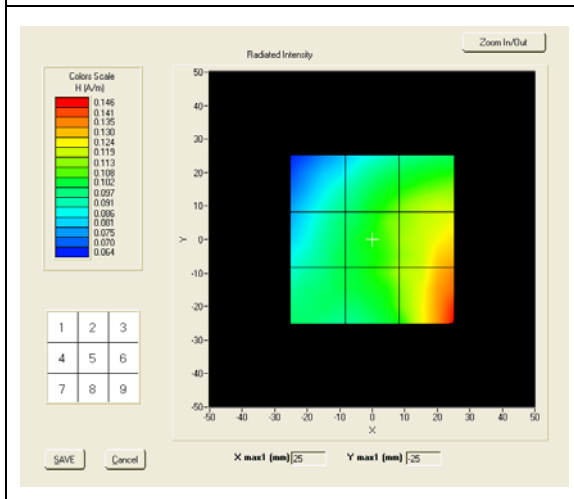 Zoom In/Out
Radiated Intensity
Colors Scale
H (A/m)
0.146
0.141
0.135
0.130
0.124
0.119
0.113
0.108
0.102
0.097
0.091
0.086
0.081
0.075
0.070
0.064
50
40
30
20
10
0
-10
-20
-30
-40
-50
Y
-50 -40 -30 -20 -10 0 10 20 30 40 50
X
1 2 3
4 5 6
7 8 9
SAVE Cancel X max1 (mm) 25 Y max1 (mm) -25